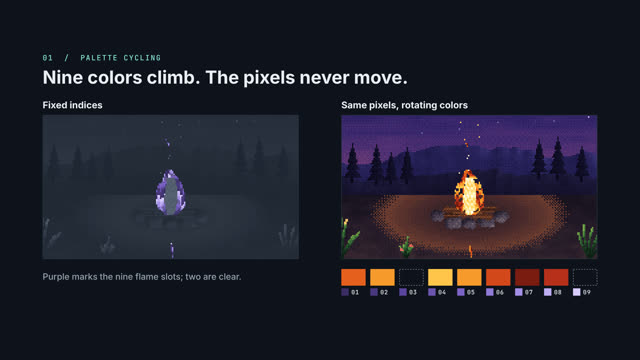 01 / PALETTE CYCLING
Nine colors climb. The pixels never move.
Fixed indices
Same pixels, rotating colors
Purple marks the nine flame slots; two are clear.
01 02 03 04 05 06 07 08 09